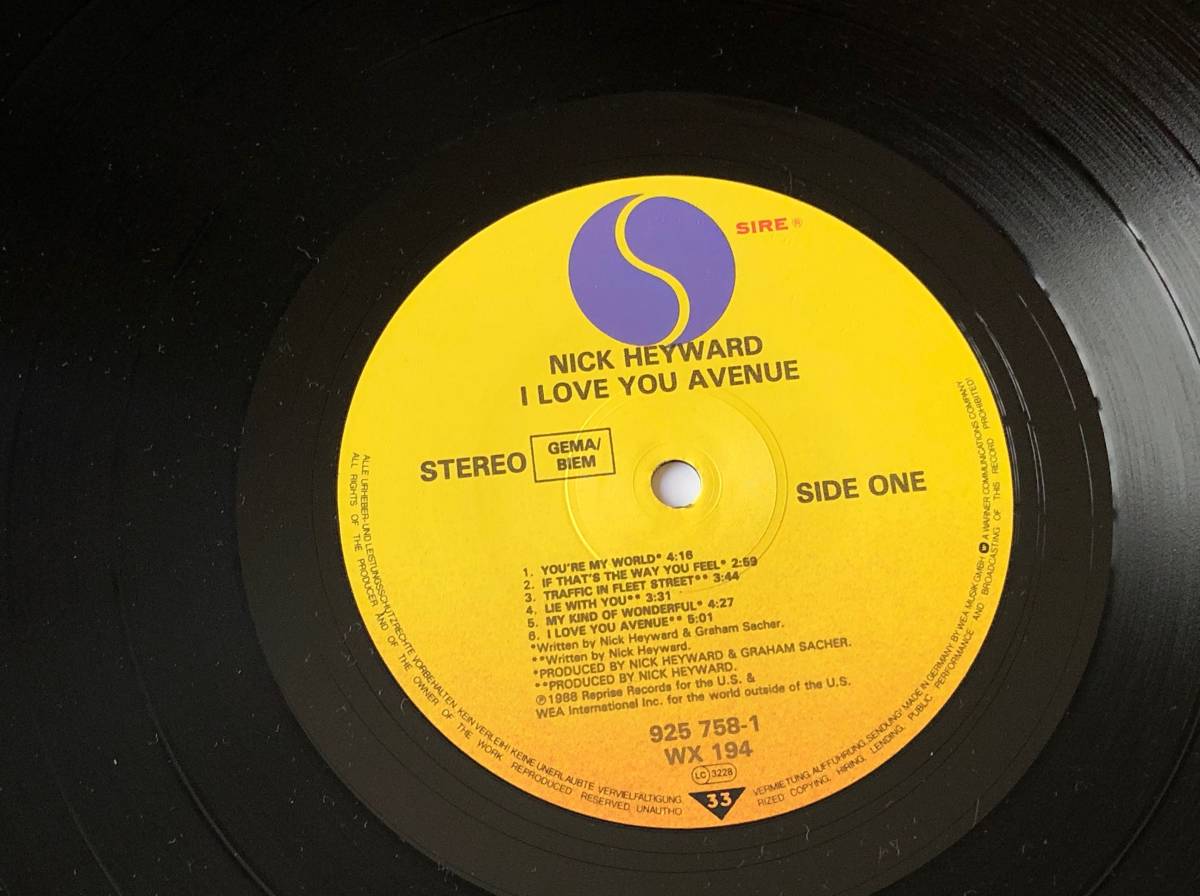 SIRE®
NICK HEYWARD
I LOVE YOU AVENUE
STEREO
GEMA/
BIEM
SIDE ONE
1. YOU'RE MY WORLD* 4:16
2. IF THAT'S THE WAY YOU FEEL* 2:59
3. TRAFFIC IN FLEET STREET** 3:44
4. LIE WITH YOU** 3:31
5. MY KIND OF WONDERFUL* 4:27
6. I LOVE YOU AVENUE** 5:01
*Written by Nick Heyward & Graham Sacher.
**Written by Nick Heyward.
*PRODUCED BY NICK HEYWARD & GRAHAM SACHER.
**PRODUCED BY NICK HEYWARD.
℗1988 Reprise Records for the U.S. &
WEA International Inc. for the world outside of the U.S.
925 758-1
WX 194
LC 3228
33
ALLE URHEBER- UND LEISTUNGSSCHUTZRECHTE VORBEHALTEN. KEIN VERLEIH! KEINE UNERLAUBTE VERVIELFÄLTIGUNG, VERMIETUNG, AUFFÜHRUNG, SENDUNG! MADE IN GERMANY BY WEA MUSIK GMBH A WARNER COMMUNICATIONS COMPANY
ALL RIGHTS OF THE PRODUCER AND OF THE OWNER OF THE WORK REPRODUCED RESERVED. UNAUTHORIZED COPYING, HIRING, LENDING, PUBLIC PERFORMANCE AND BROADCASTING OF THIS RECORD PROHIBITED!